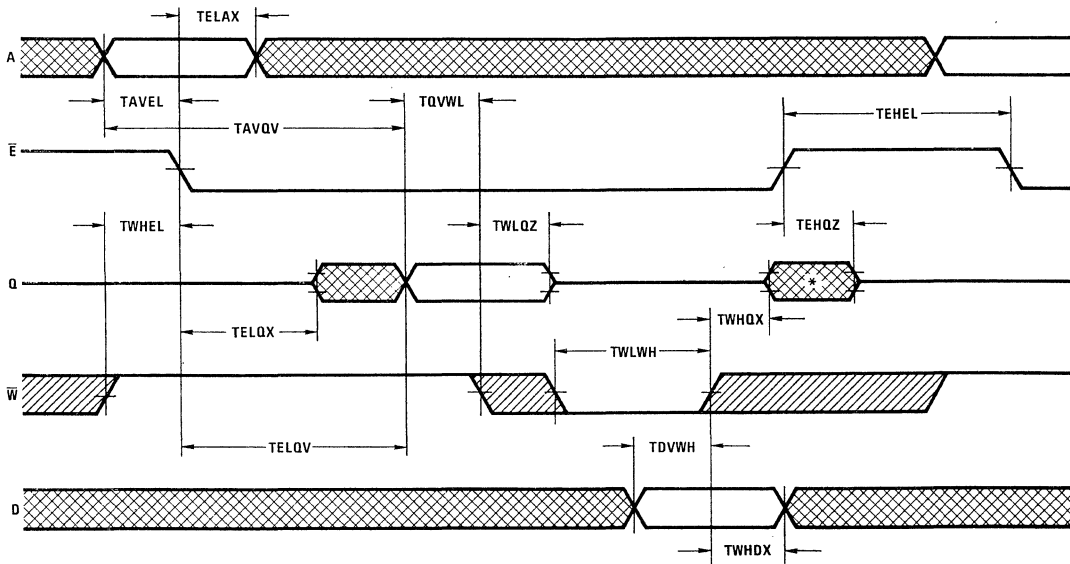 TELAX
A
TAVEL
TQVWL
TAVQV
TEHEL
E
TWHEL
TWLQZ
TEHQZ
Q
*
TELQX
TWHQX
TWLWH
W
TELQV
TDVWH
D
TWHDX